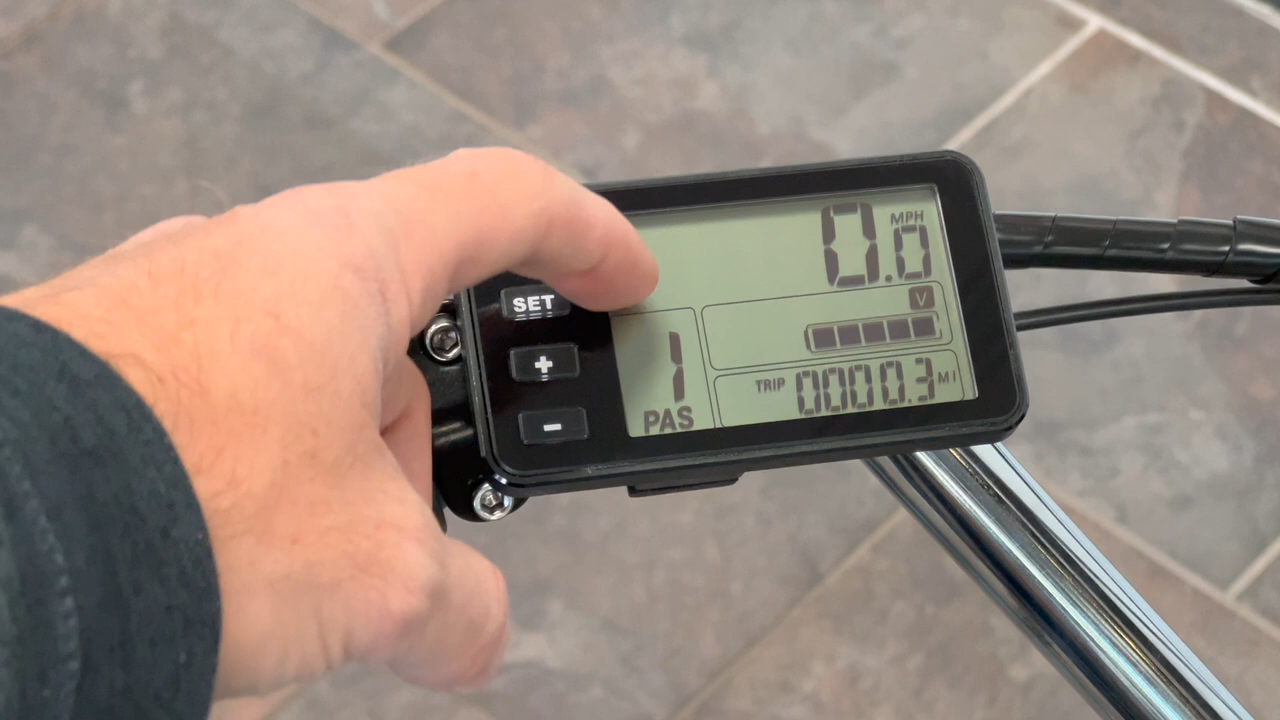 MPH
0.0
SET
V
+
1
TRIP 0000.3 MI
-
PAS